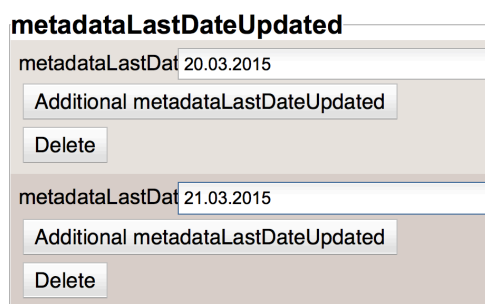 metadataLastDateUpdated
metadataLastDat 20.03.2015
Additional metadataLastDateUpdated
Delete
metadataLastDat 21.03.2015
Additional metadataLastDateUpdated
Delete